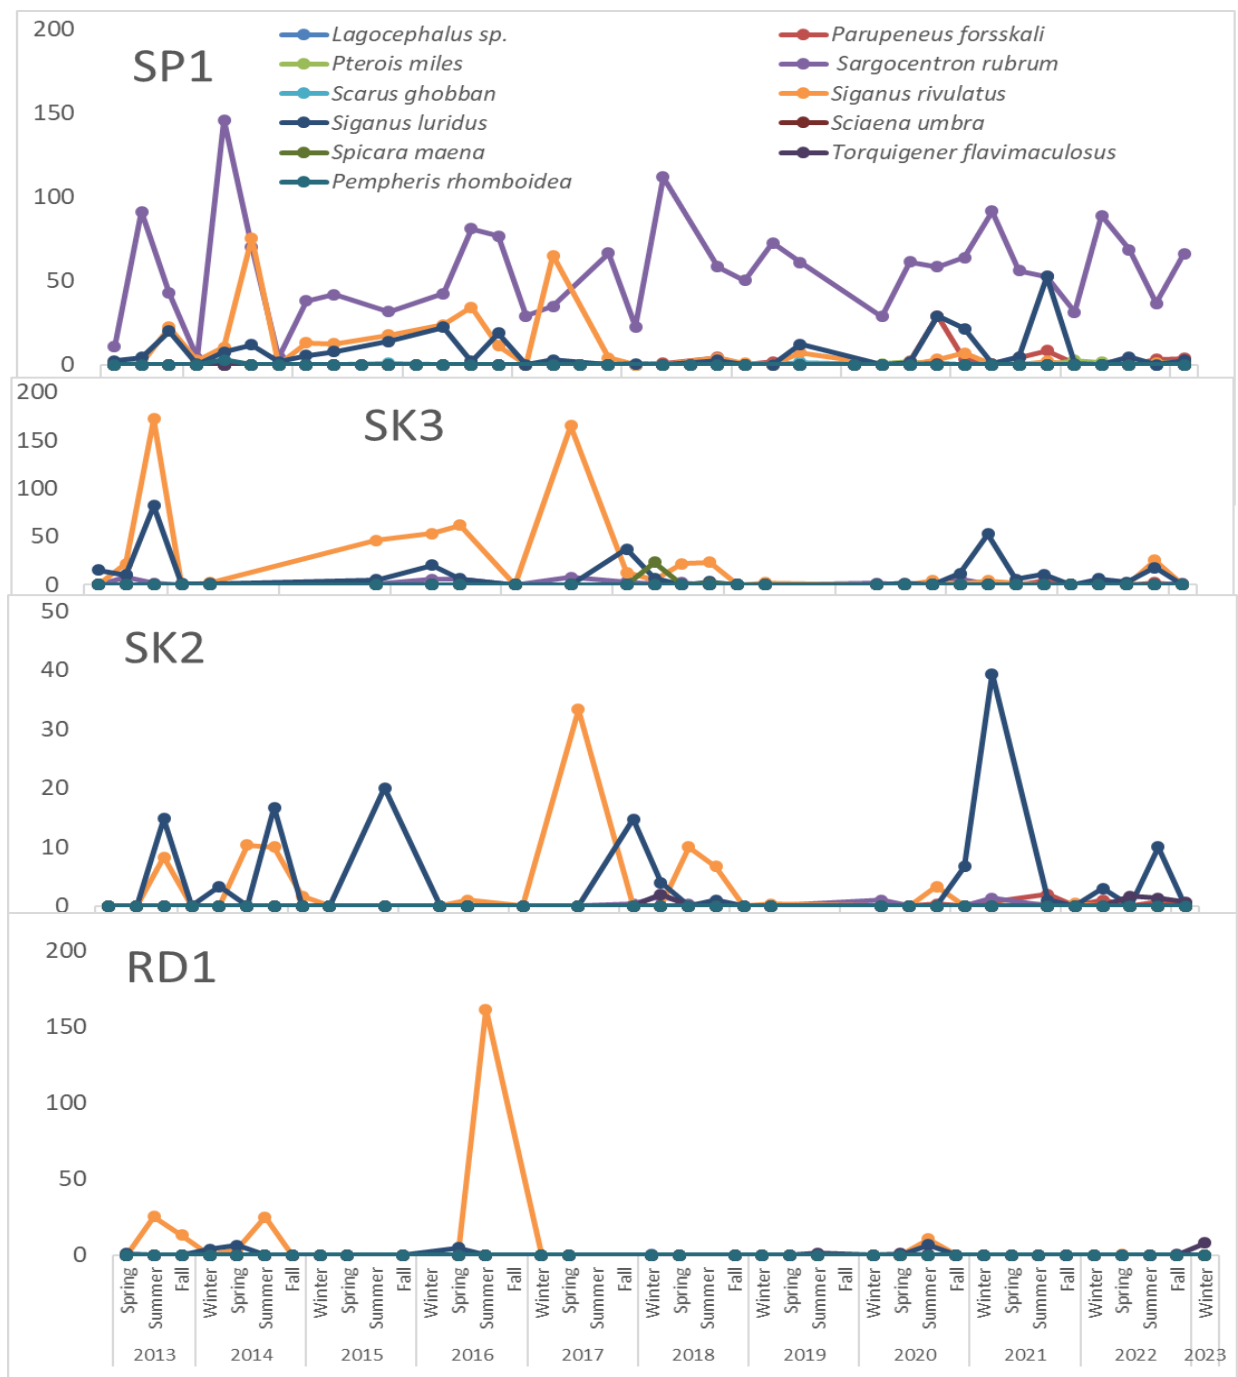 200
Lagocephalus sp.
Parupeneus forsskali
SP1
Pterois miles
Sargocentron rubrum
Scarus ghobban
Siganus rivulatus
150
Siganus luridus
Sciaena umbra
Spicara maena
Torquigener flavimaculosus
Pempheris rhomboidea
100
50
0
200
SK3
150
100
50
0
50
SK2
40
30
20
10
0
200
RD1
150
100
50
0
Spring
Summer
Fall
Winter
Spring
Summer
Fall
Winter
Spring
Summer
Fall
Winter
Spring
Summer
Fall
Winter
Spring
Summer
Fall
Winter
Spring
Summer
Fall
Winter
Spring
Summer
Fall
Winter
Spring
Summer
Fall
Winter
Spring
Summer
Fall
Winter
Spring
Summer
Fall
Winter
2013 2014 2015 2016 2017 2018 2019 2020 2021 2022 2023